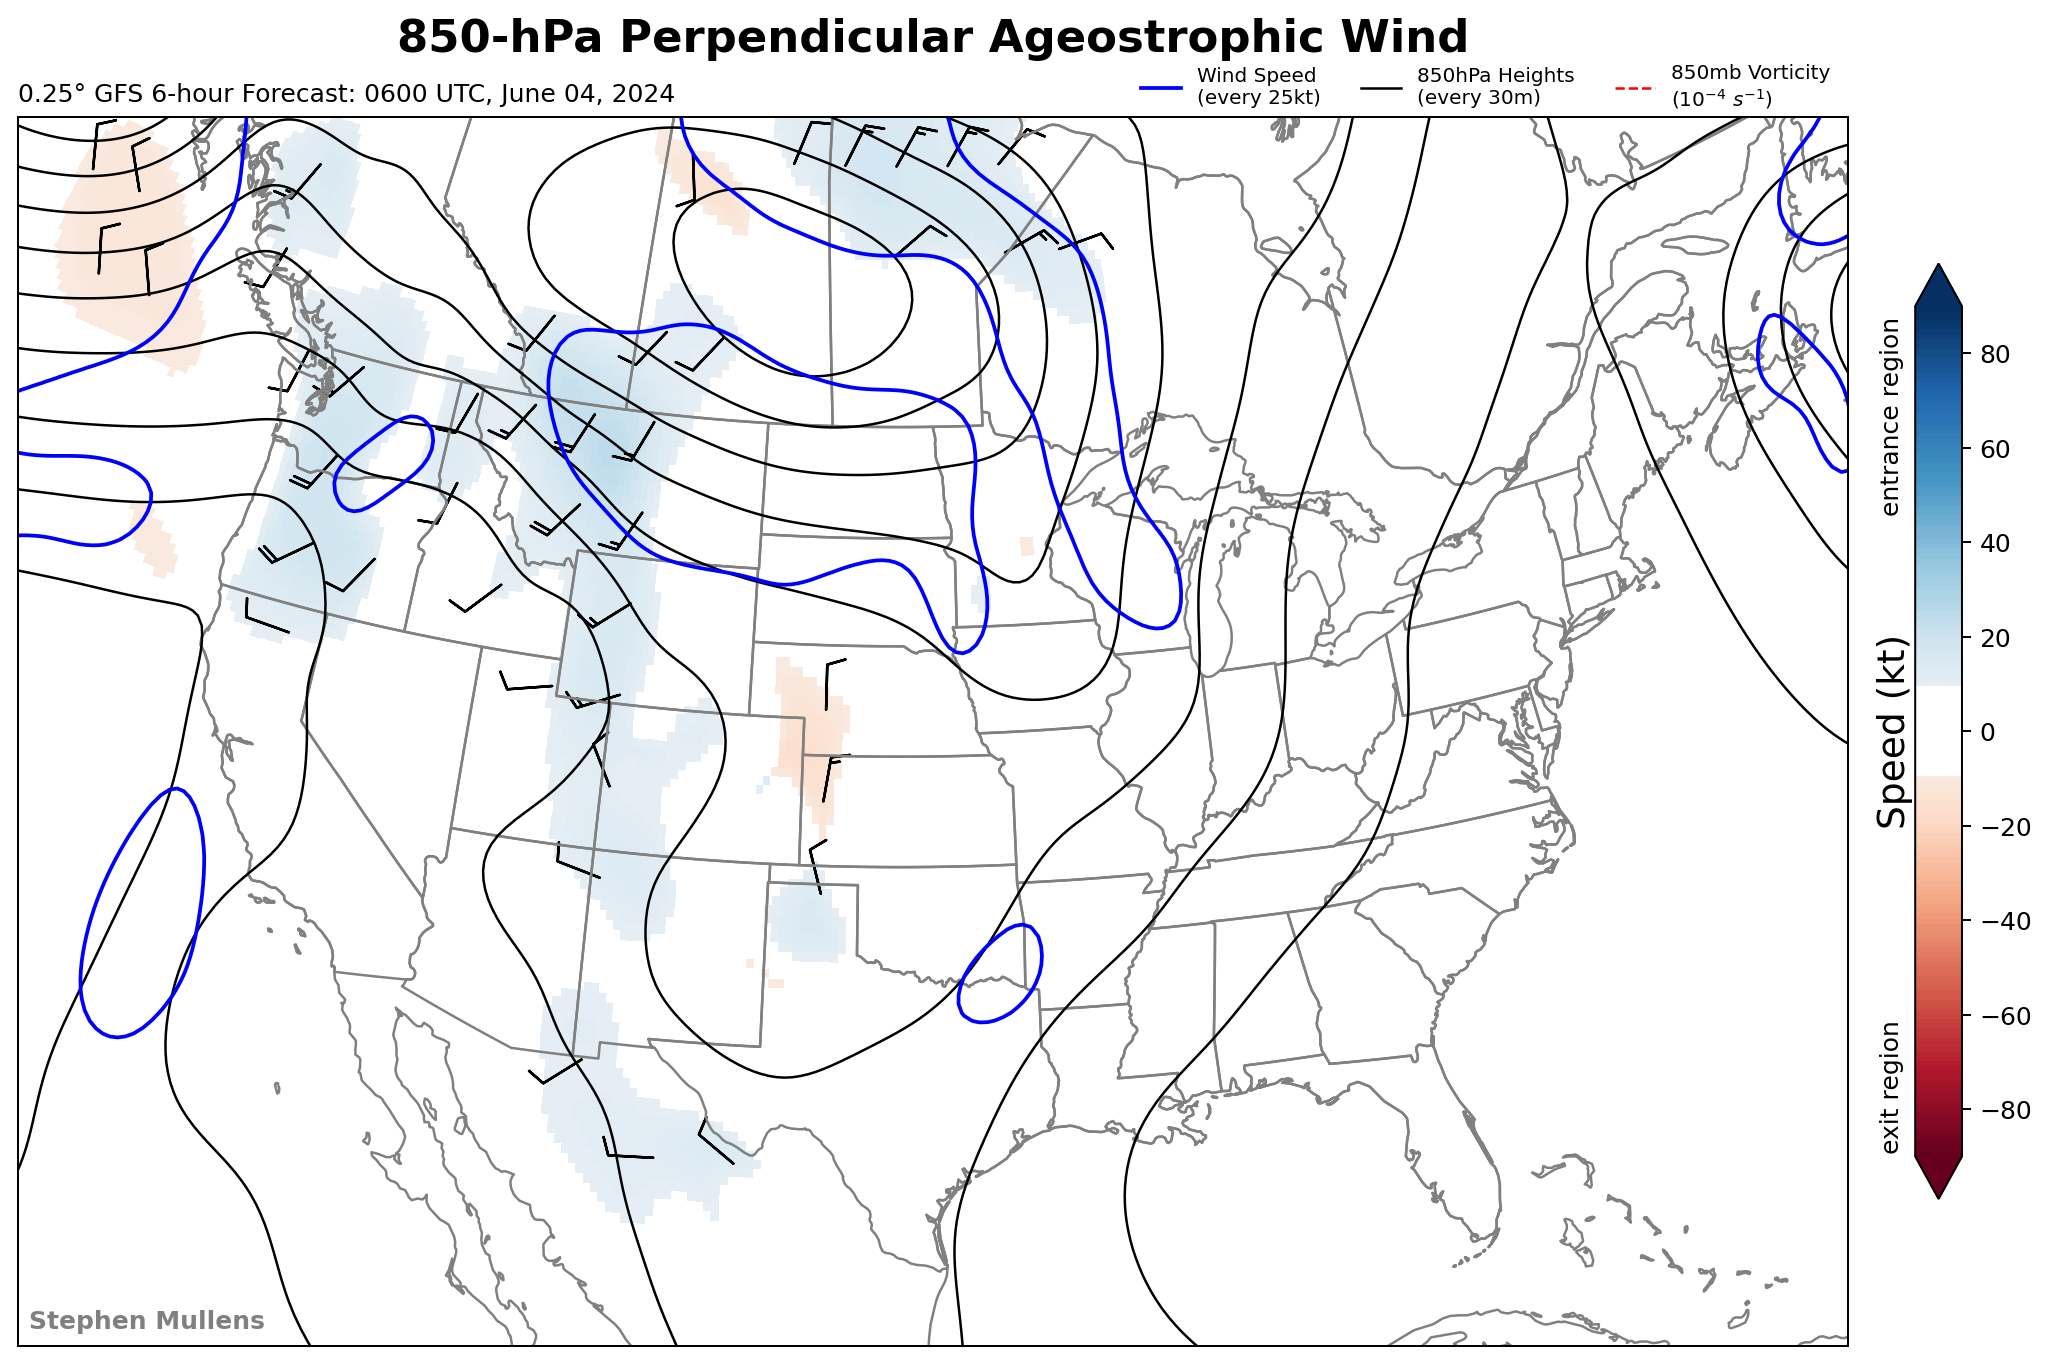 850-hPa Perpendicular Ageostrophic Wind
0.25° GFS 6-hour Forecast: 0600 UTC, June 04, 2024
Wind Speed
(every 25kt)
850hPa Heights
(every 30m)
850mb Vorticity
(10⁻⁴ s⁻¹)
entrance region
Speed (kt)
exit region
80
60
40
20
0
−20
−40
−60
−80
Stephen Mullens